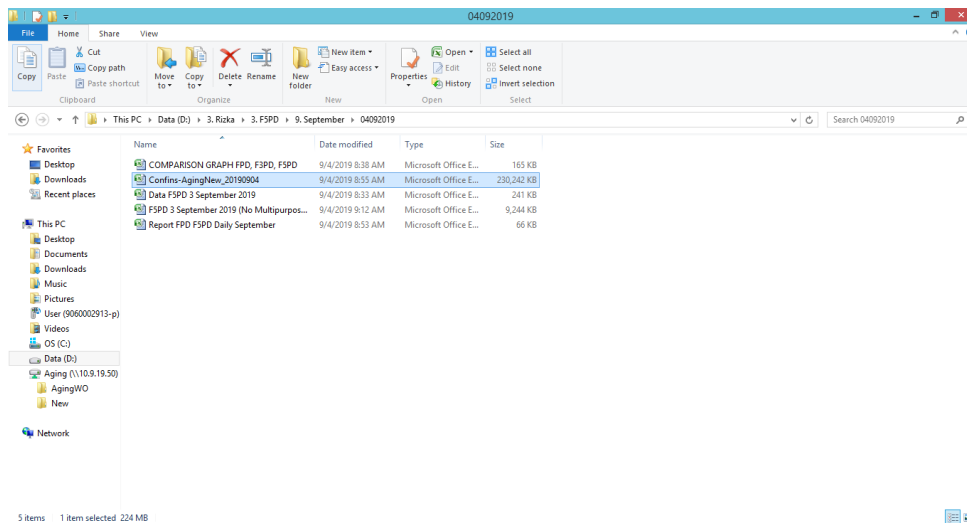 04092019
File Home Share View
Copy
Paste
Cut
Copy path
Paste shortcut
Clipboard
Move to
Copy to
Delete
Rename
Organize
New folder
New item
Easy access
New
Properties
Open
Edit
History
Open
Select all
Select none
Invert selection
Select
This PC Data (D:) 3. Rizka 3. F5PD 9. September 04092019
Search 04092019
Favorites
Desktop
Downloads
Recent places
This PC
Desktop
Documents
Downloads
Music
Pictures
User (9060002913-p)
Videos
OS (C:)
Data (D:)
Aging (\\10.9.19.50)
AgingWO
New
Network
Name Date modified Type Size
COMPARISON GRAPH FPD, F3PD, F5PD 9/4/2019 8:38 AM Microsoft Office E... 165 KB
Confins-AgingNew_20190904 9/4/2019 8:55 AM Microsoft Office E... 230,242 KB
Data F5PD 3 September 2019 9/4/2019 8:33 AM Microsoft Office E... 241 KB
F5PD 3 September 2019 (No Multipurpos... 9/4/2019 9:12 AM Microsoft Office E... 9,244 KB
Report FPD F5PD Daily September 9/4/2019 8:53 AM Microsoft Office E... 66 KB
5 items 1 item selected 224 MB